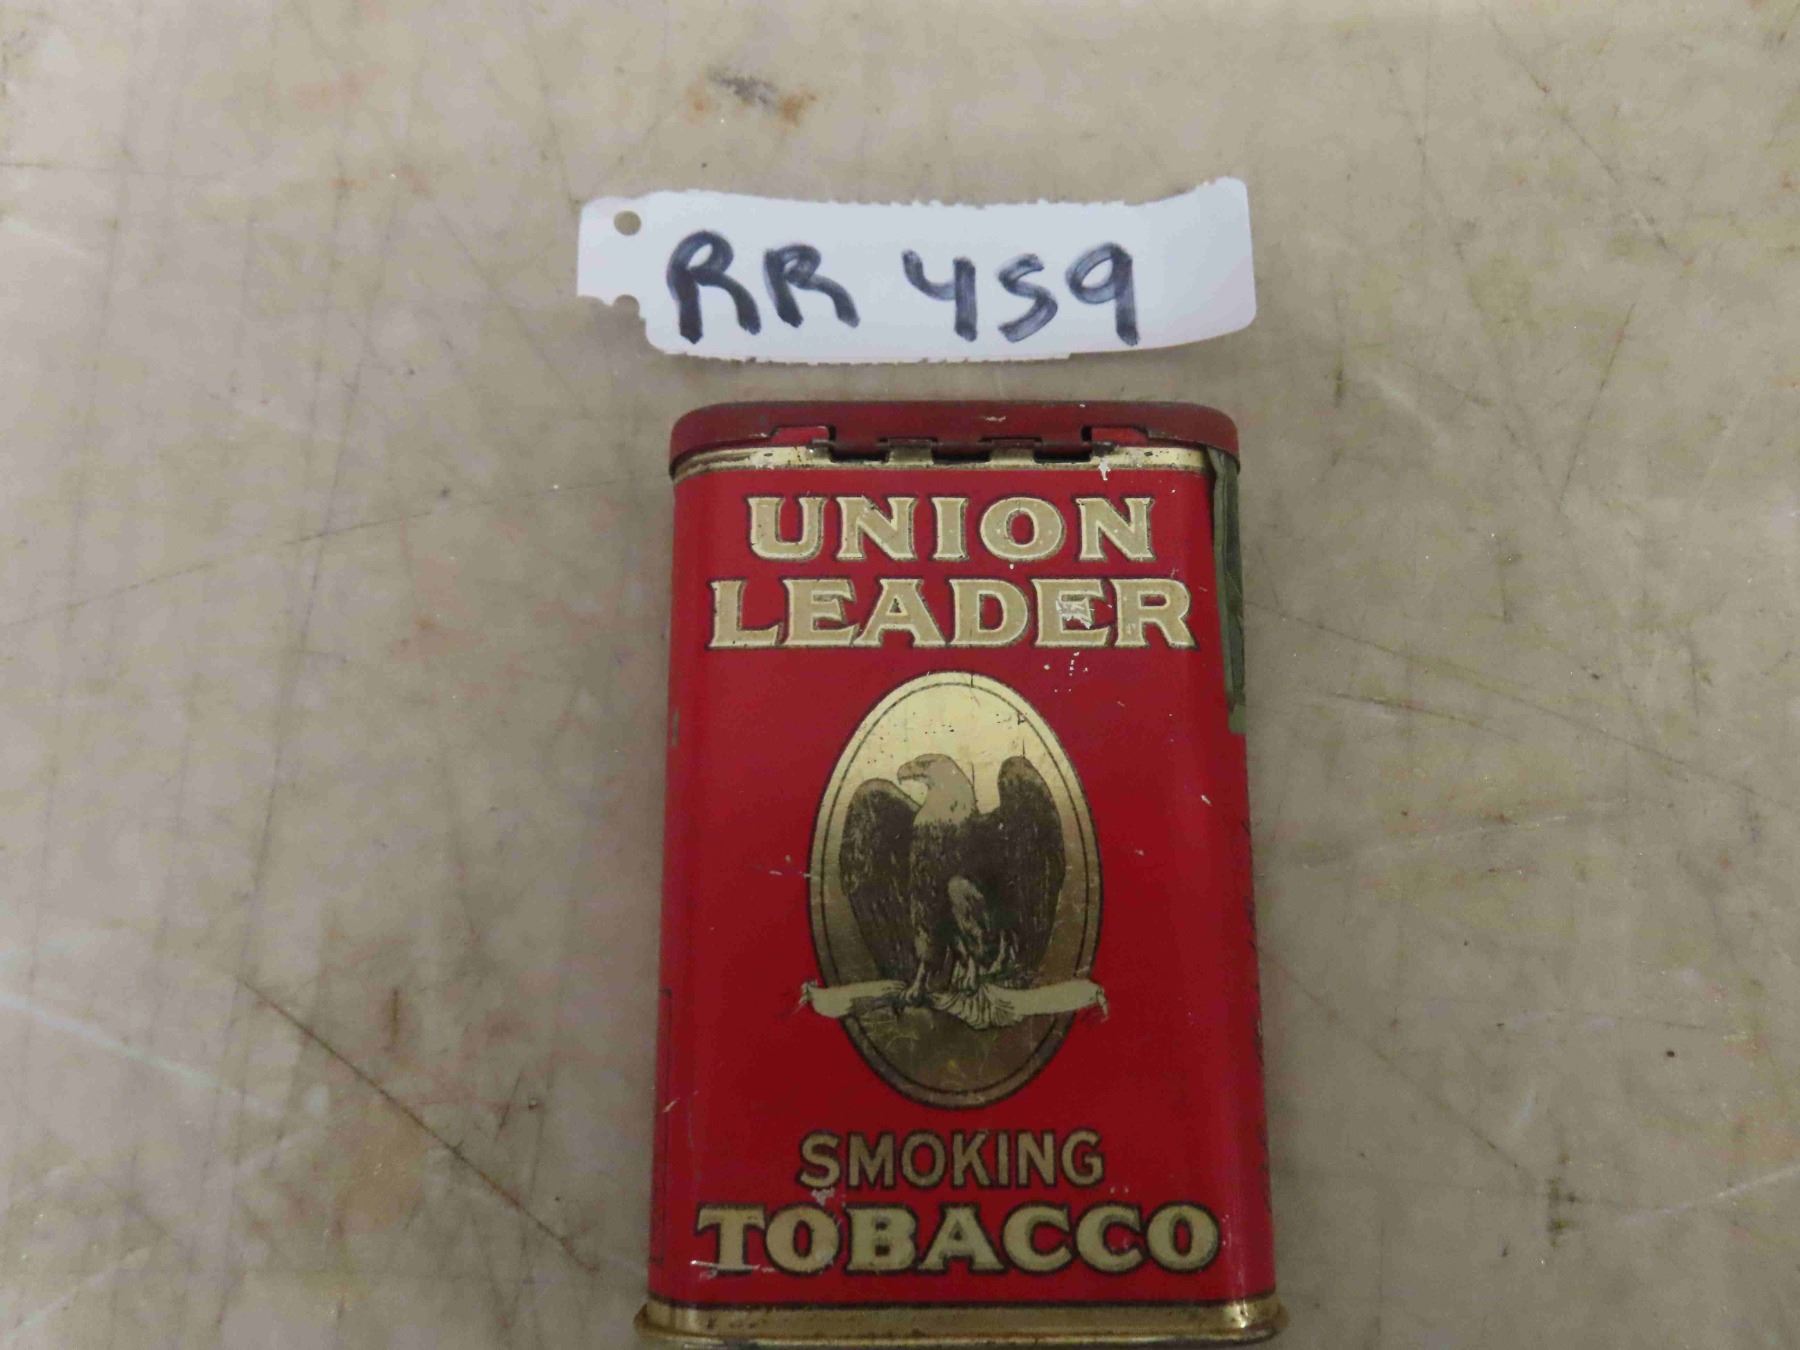 RR 459
UNION
LEADER
SMOKING
TOBACCO